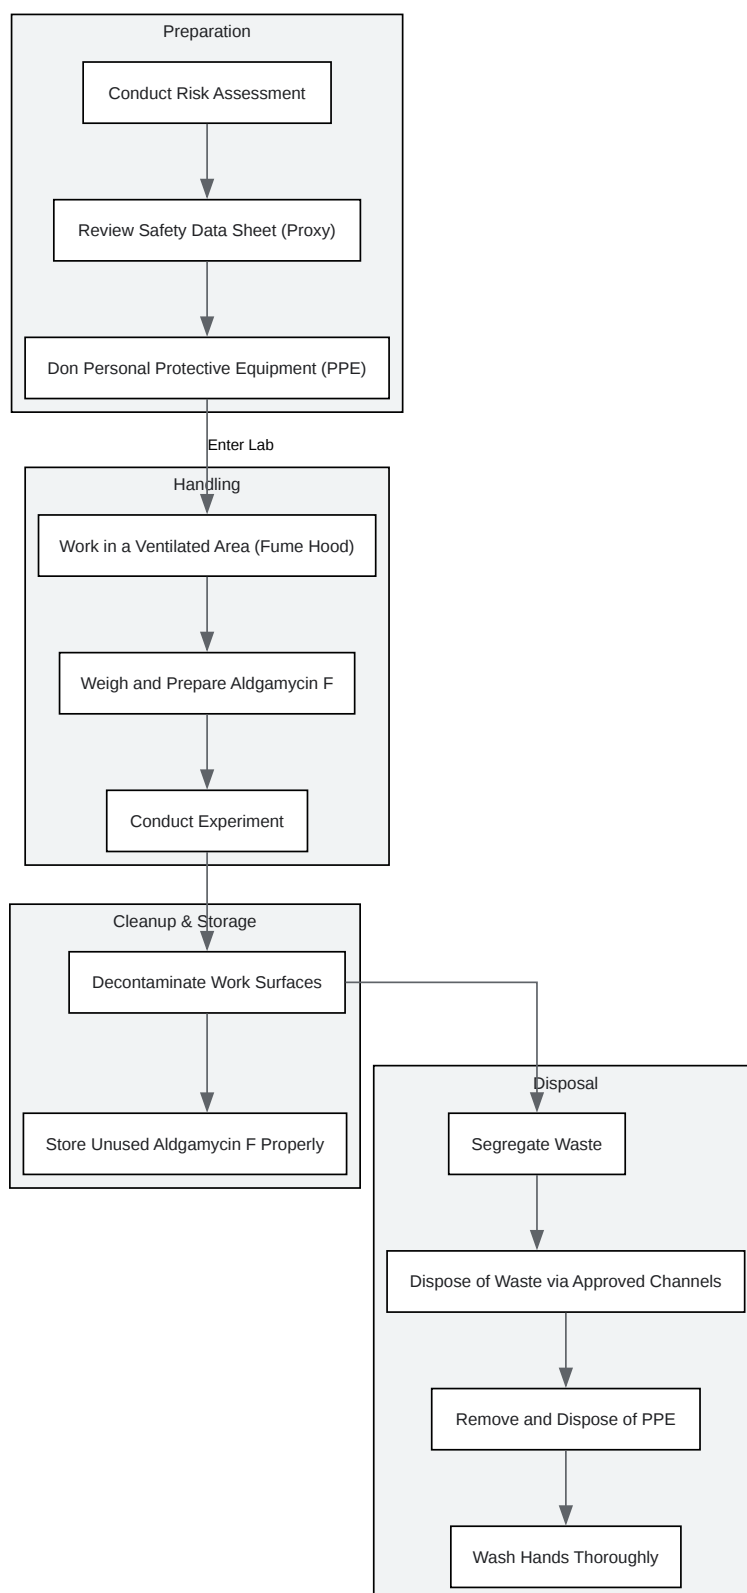 Preparation
Conduct Risk Assessment
Review Safety Data Sheet (Proxy)
Don Personal Protective Equipment (PPE)
Enter Lab
Handling
Work in a Ventilated Area (Fume Hood)
Weigh and Prepare Aldgamycin F
Conduct Experiment
Cleanup & Storage
Decontaminate Work Surfaces
Store Unused Aldgamycin F Properly
Disposal
Segregate Waste
Dispose of Waste via Approved Channels
Remove and Dispose of PPE
Wash Hands Thoroughly